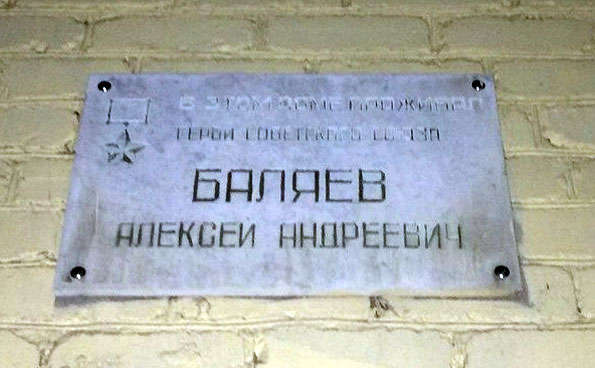 В ЭТОМ ДОМЕ ПРОЖИВАЛ
ГЕРОЙ СОВЕТСКОГО СОЮЗА
БАЛЯЕВ
АЛЕКСЕЙ АНДРЕЕВИЧ